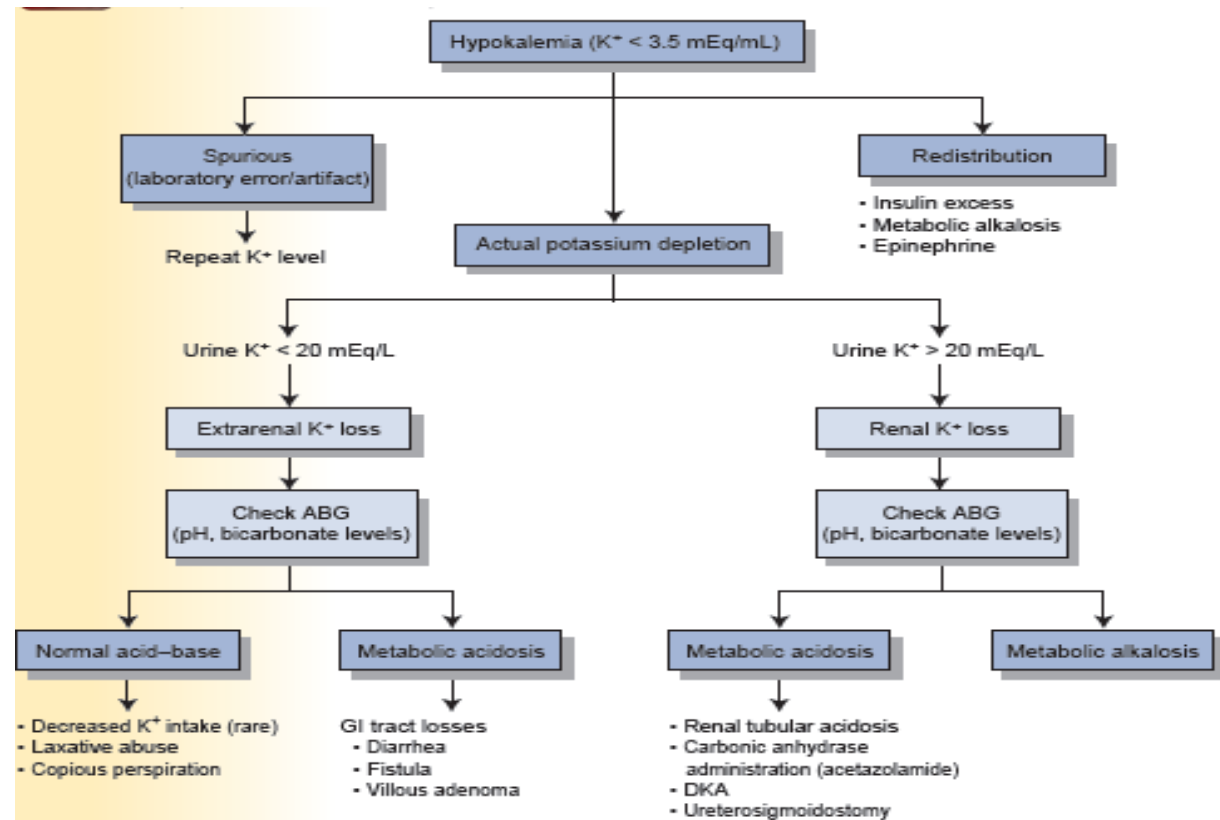 Hypokalemia (K⁺ < 3.5 mEq/mL)
Spurious
(laboratory error/artifact)
Redistribution
- Insulin excess
- Metabolic alkalosis
- Epinephrine
Repeat K⁺ level
Actual potassium depletion
Urine K⁺ < 20 mEq/L
Urine K⁺ > 20 mEq/L
Extrarenal K⁺ loss
Renal K⁺ loss
Check ABG
(pH, bicarbonate levels)
Check ABG
(pH, bicarbonate levels)
Normal acid–base
Metabolic acidosis
Metabolic acidosis
Metabolic alkalosis
- Decreased K⁺ intake (rare)
- Laxative abuse
- Copious perspiration
GI tract losses
- Diarrhea
- Fistula
- Villous adenoma
- Renal tubular acidosis
- Carbonic anhydrase
administration (acetazolamide)
- DKA
- Ureterosigmoidostomy